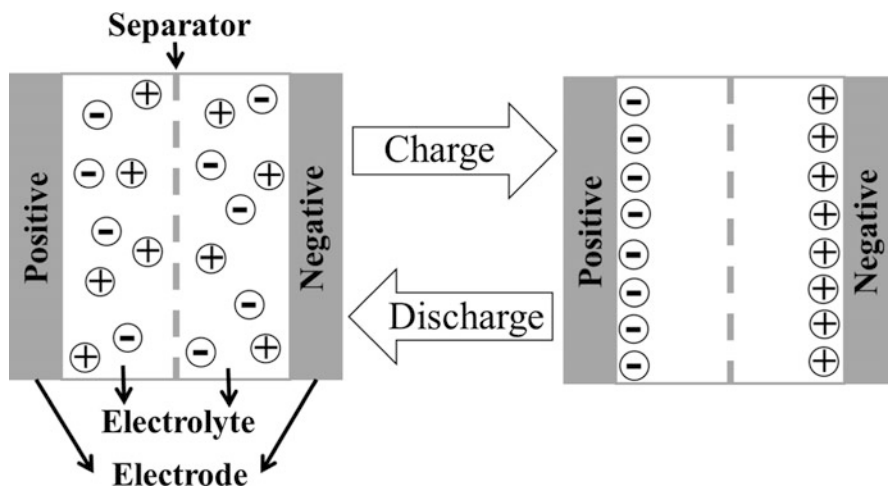 Separator
Positive
Negative
Charge
Discharge
Positive
Negative
Electrolyte
Electrode